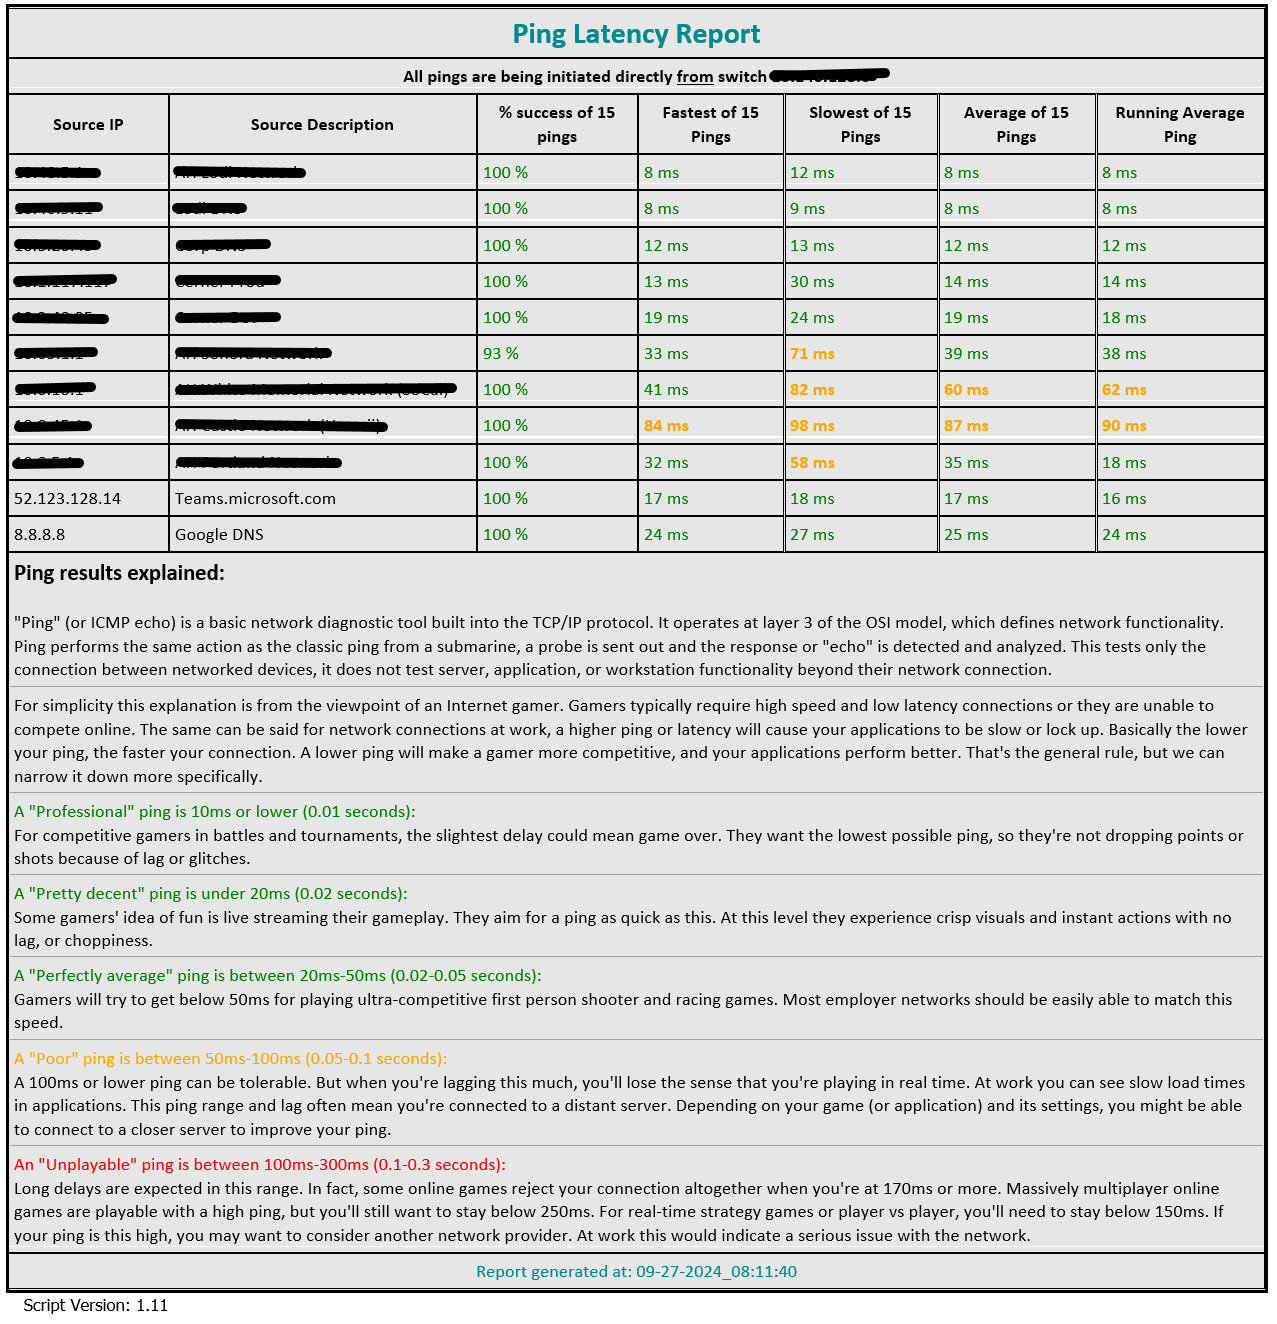 Ping Latency Report
All pings are being initiated directly from switch
Source IP Source Description % success of 15 pings Fastest of 15 Pings Slowest of 15 Pings Average of 15 Pings Running Average Ping
100 % 8 ms 12 ms 8 ms 8 ms
100 % 8 ms 9 ms 8 ms 8 ms
100 % 12 ms 13 ms 12 ms 12 ms
100 % 13 ms 30 ms 14 ms 14 ms
100 % 19 ms 24 ms 19 ms 18 ms
93 % 33 ms 71 ms 39 ms 38 ms
100 % 41 ms 82 ms 60 ms 62 ms
100 % 84 ms 98 ms 87 ms 90 ms
100 % 32 ms 58 ms 35 ms 18 ms
52.123.128.14 Teams.microsoft.com 100 % 17 ms 18 ms 17 ms 16 ms
8.8.8.8 Google DNS 100 % 24 ms 27 ms 25 ms 24 ms
Ping results explained:
"Ping" (or ICMP echo) is a basic network diagnostic tool built into the TCP/IP protocol. It operates at layer 3 of the OSI model, which defines network functionality.
Ping performs the same action as the classic ping from a submarine, a probe is sent out and the response or "echo" is detected and analyzed. This tests only the
connection between networked devices, it does not test server, application, or workstation functionality beyond their network connection.
For simplicity this explanation is from the viewpoint of an Internet gamer. Gamers typically require high speed and low latency connections or they are unable to
compete online. The same can be said for network connections at work, a higher ping or latency will cause your applications to be slow or lock up. Basically the lower
your ping, the faster your connection. A lower ping will make a gamer more competitive, and your applications perform better. That's the general rule, but we can
narrow it down more specifically.
A "Professional" ping is 10ms or lower (0.01 seconds):
For competitive gamers in battles and tournaments, the slightest delay could mean game over. They want the lowest possible ping, so they're not dropping points or
shots because of lag or glitches.
A "Pretty decent" ping is under 20ms (0.02 seconds):
Some gamers' idea of fun is live streaming their gameplay. They aim for a ping as quick as this. At this level they experience crisp visuals and instant actions with no
lag, or choppiness.
A "Perfectly average" ping is between 20ms-50ms (0.02-0.05 seconds):
Gamers will try to get below 50ms for playing ultra-competitive first person shooter and racing games. Most employer networks should be easily able to match this
speed.
A "Poor" ping is between 50ms-100ms (0.05-0.1 seconds):
A 100ms or lower ping can be tolerable. But when you're lagging this much, you'll lose the sense that you're playing in real time. At work you can see slow load times
in applications. This ping range and lag often mean you're connected to a distant server. Depending on your game (or application) and its settings, you might be able
to connect to a closer server to improve your ping.
An "Unplayable" ping is between 100ms-300ms (0.1-0.3 seconds):
Long delays are expected in this range. In fact, some online games reject your connection altogether when you're at 170ms or more. Massively multiplayer online
games are playable with a high ping, but you'll still want to stay below 250ms. For real-time strategy games or player vs player, you'll need to stay below 150ms. If
your ping is this high, you may want to consider another network provider. At work this would indicate a serious issue with the network.
Report generated at: 09-27-2024_08:11:40
Script Version: 1.11